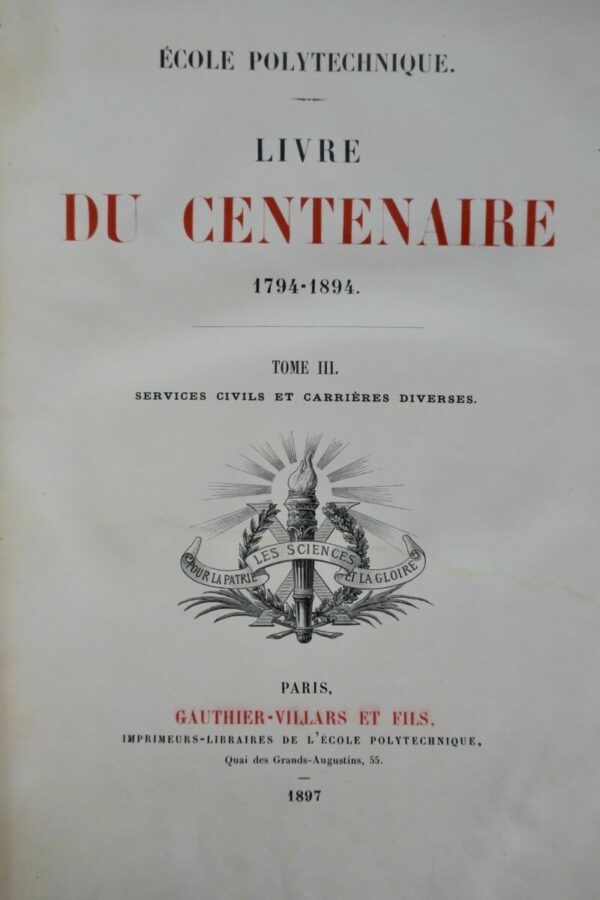 ÉCOLE POLYTECHNIQUE.
LIVRE
DU CENTENAIRE
1794-1894.
TOME III.
SERVICES CIVILS ET CARRIÈRES DIVERSES.
POUR LA PATRIE LES SCIENCES ET LA GLOIRE
PARIS,
GAUTHIER-VILLARS ET FILS,
IMPRIMEURS-LIBRAIRES DE L'ÉCOLE POLYTECHNIQUE,
Quai des Grands-Augustins, 55.
1897